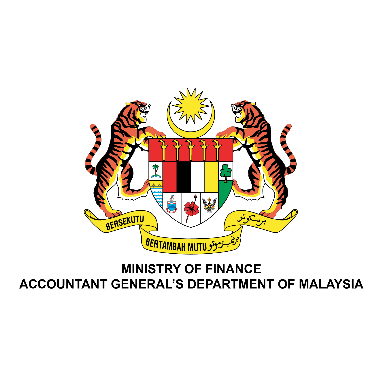 BERSEKUTU
BERTAMBAH MUTU
MINISTRY OF FINANCE
ACCOUNTANT GENERAL'S DEPARTMENT OF MALAYSIA